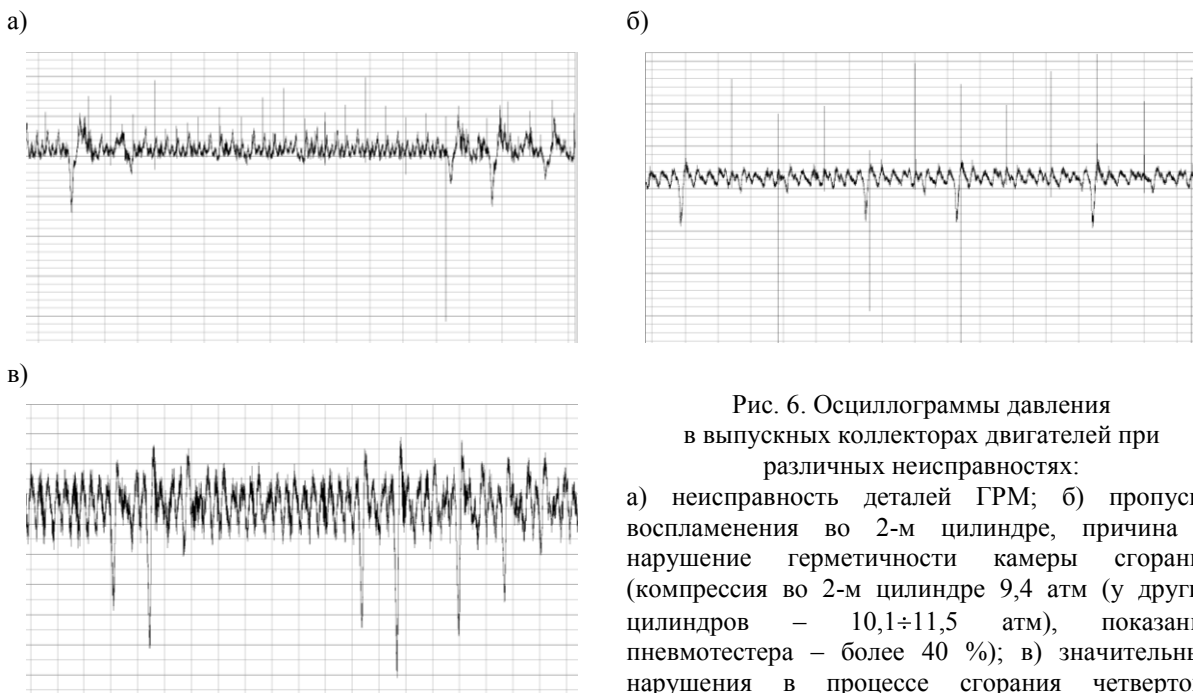 а)
б)
в)
Рис. 6. Осциллограммы давления
в выпускных коллекторах двигателей при
различных неисправностях:
а) неисправность деталей ГРМ; б) пропуск
воспламенения во 2-м цилиндре, причина
нарушение герметичности камеры сгорани
(компрессия во 2-м цилиндре 9,4 атм (у други
цилиндров – 10,1÷11,5 атм), показани
пневмотестера – более 40 %); в) значительны
нарушения в процессе сгорания четверто